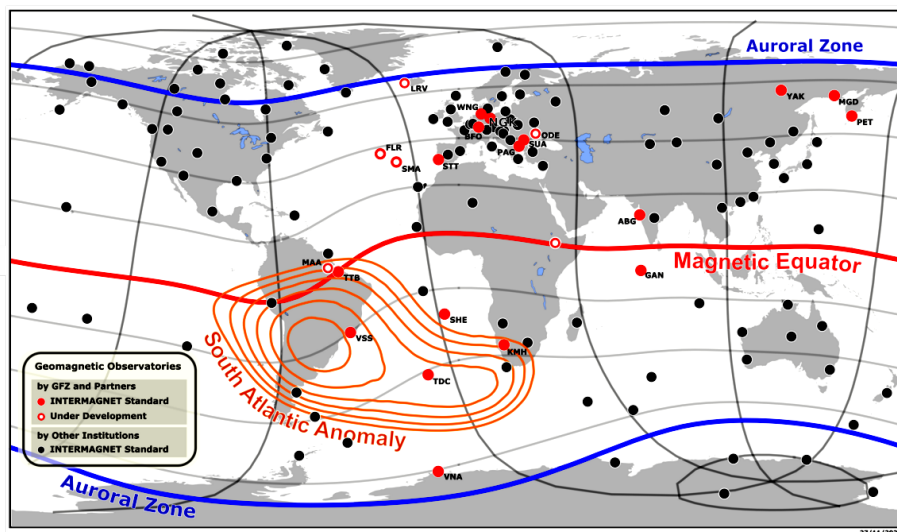 Auroral Zone
LRV
YAK
MGD
WNG
NGK
PET
BFO
ODE
SUA
PAG
FLR
SMA
STT
ABG
MAA
TTB
Magnetic Equator
GAN
SHE
VSS
KMH
TDC
South Atlantic Anomaly
Geomagnetic Observatories
by GFZ and Partners
INTERMAGNET Standard
Under Development
by Other Institutions
INTERMAGNET Standard
VNA
Auroral Zone